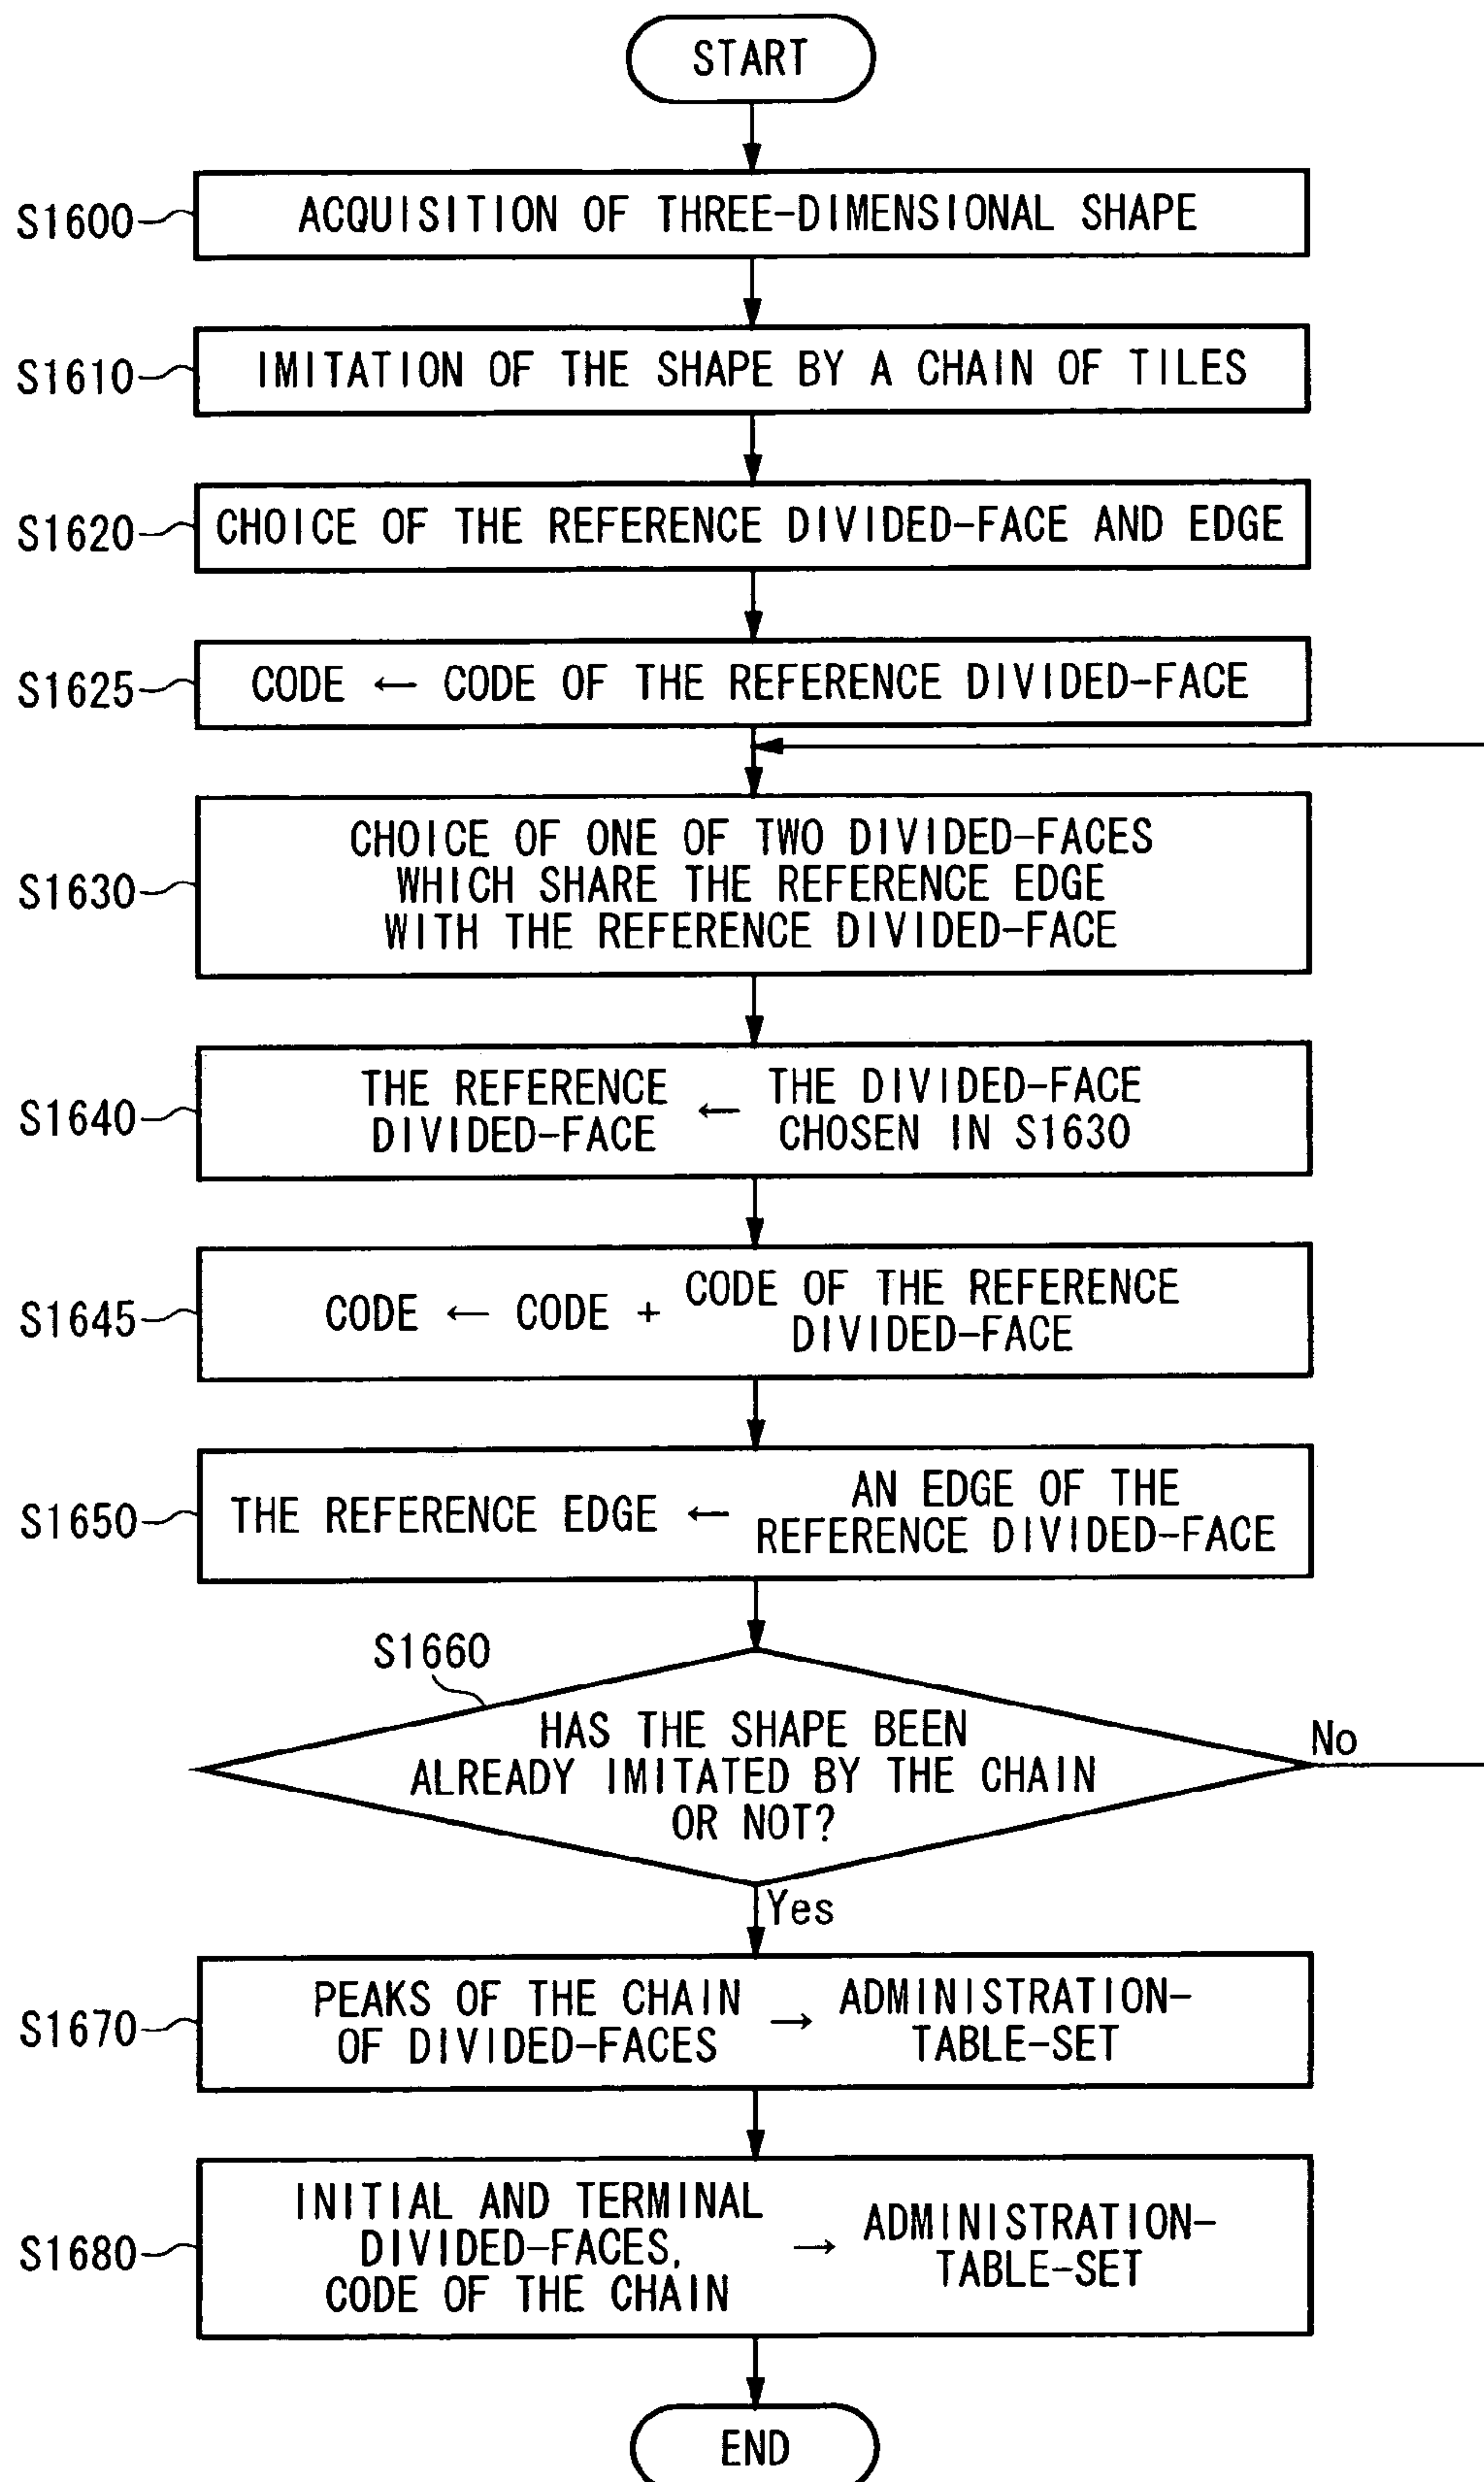 START
S1600
ACQUISITION OF THREE-DIMENSIONAL SHAPE
S1610
IMITATION OF THE SHAPE BY A CHAIN OF TILES
S1620
CHOICE OF THE REFERENCE DIVIDED-FACE AND EDGE
S1625
CODE ← CODE OF THE REFERENCE DIVIDED-FACE
S1630
CHOICE OF ONE OF TWO DIVIDED-FACES
WHICH SHARE THE REFERENCE EDGE
WITH THE REFERENCE DIVIDED-FACE
S1640
THE REFERENCE
DIVIDED-FACE
←
THE DIVIDED-FACE
CHOSEN IN S1630
S1645
CODE ← CODE +
CODE OF THE REFERENCE
DIVIDED-FACE
S1650
THE REFERENCE EDGE ←
AN EDGE OF THE
REFERENCE DIVIDED-FACE
S1660
HAS THE SHAPE BEEN
ALREADY IMITATED BY THE CHAIN
OR NOT?
No
Yes
S1670
PEAKS OF THE CHAIN
OF DIVIDED-FACES
→
ADMINISTRATION-
TABLE-SET
S1680
INITIAL AND TERMINAL
DIVIDED-FACES,
CODE OF THE CHAIN
→
ADMINISTRATION-
TABLE-SET
END